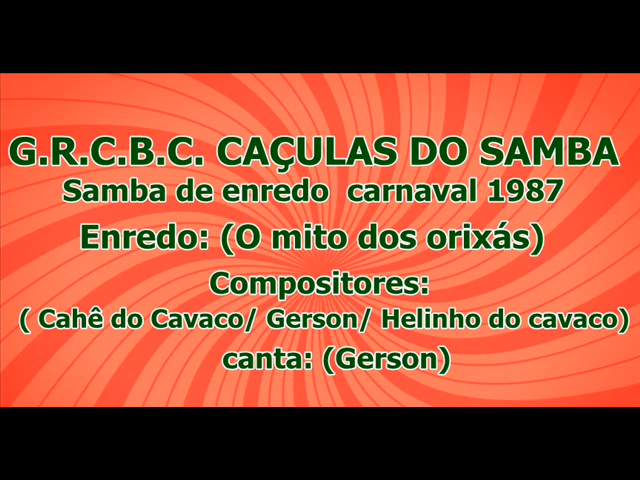 G.R.C.B.C. CAÇULAS DO SAMBA
Samba de enredo carnaval 1987
Enredo: (O mito dos orixás)
Compositores:
( Cahê do Cavaco/ Gerson/ Helinho do cavaco)
canta: (Gerson)